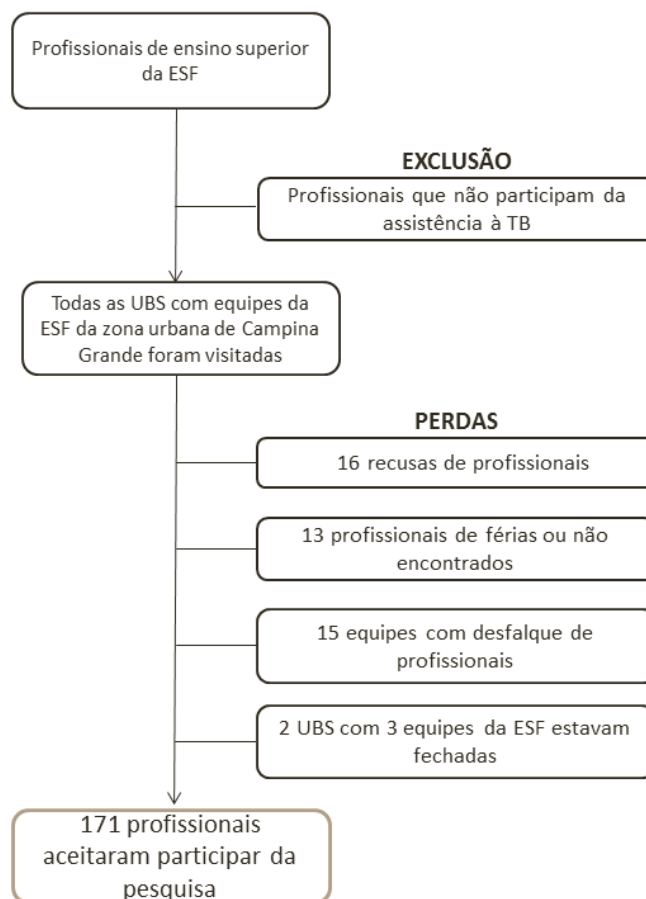 Profissionais de ensino superior
da ESF
EXCLUSÃO
Profissionais que não participam da
assistência à TB
Todas as UBS com equipes da
ESF da zona urbana de Campina
Grande foram visitadas
PERDAS
16 recusas de profissionais
13 profissionais de férias ou não
encontrados
15 equipes com desfalque de
profissionais
2 UBS com 3 equipes da ESF estavam
fechadas
171 profissionais
aceitaram participar da
pesquisa